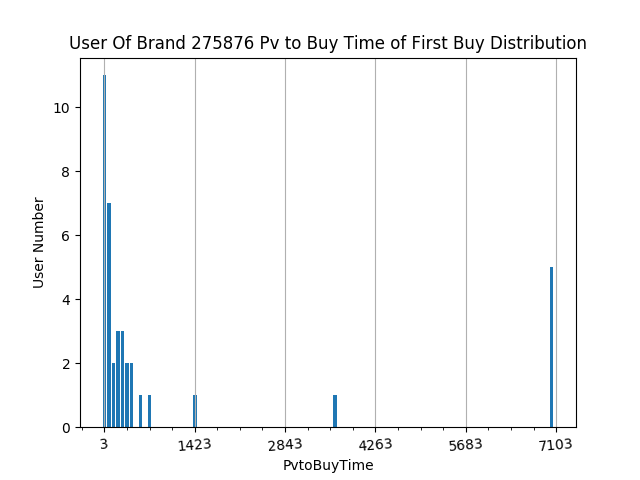 User Of Brand 275876 Pv to Buy Time of First Buy Distribution
10
8
6
4
2
0
User Number
3 1423 2843 4263 5683 7103
PvtoBuyTime